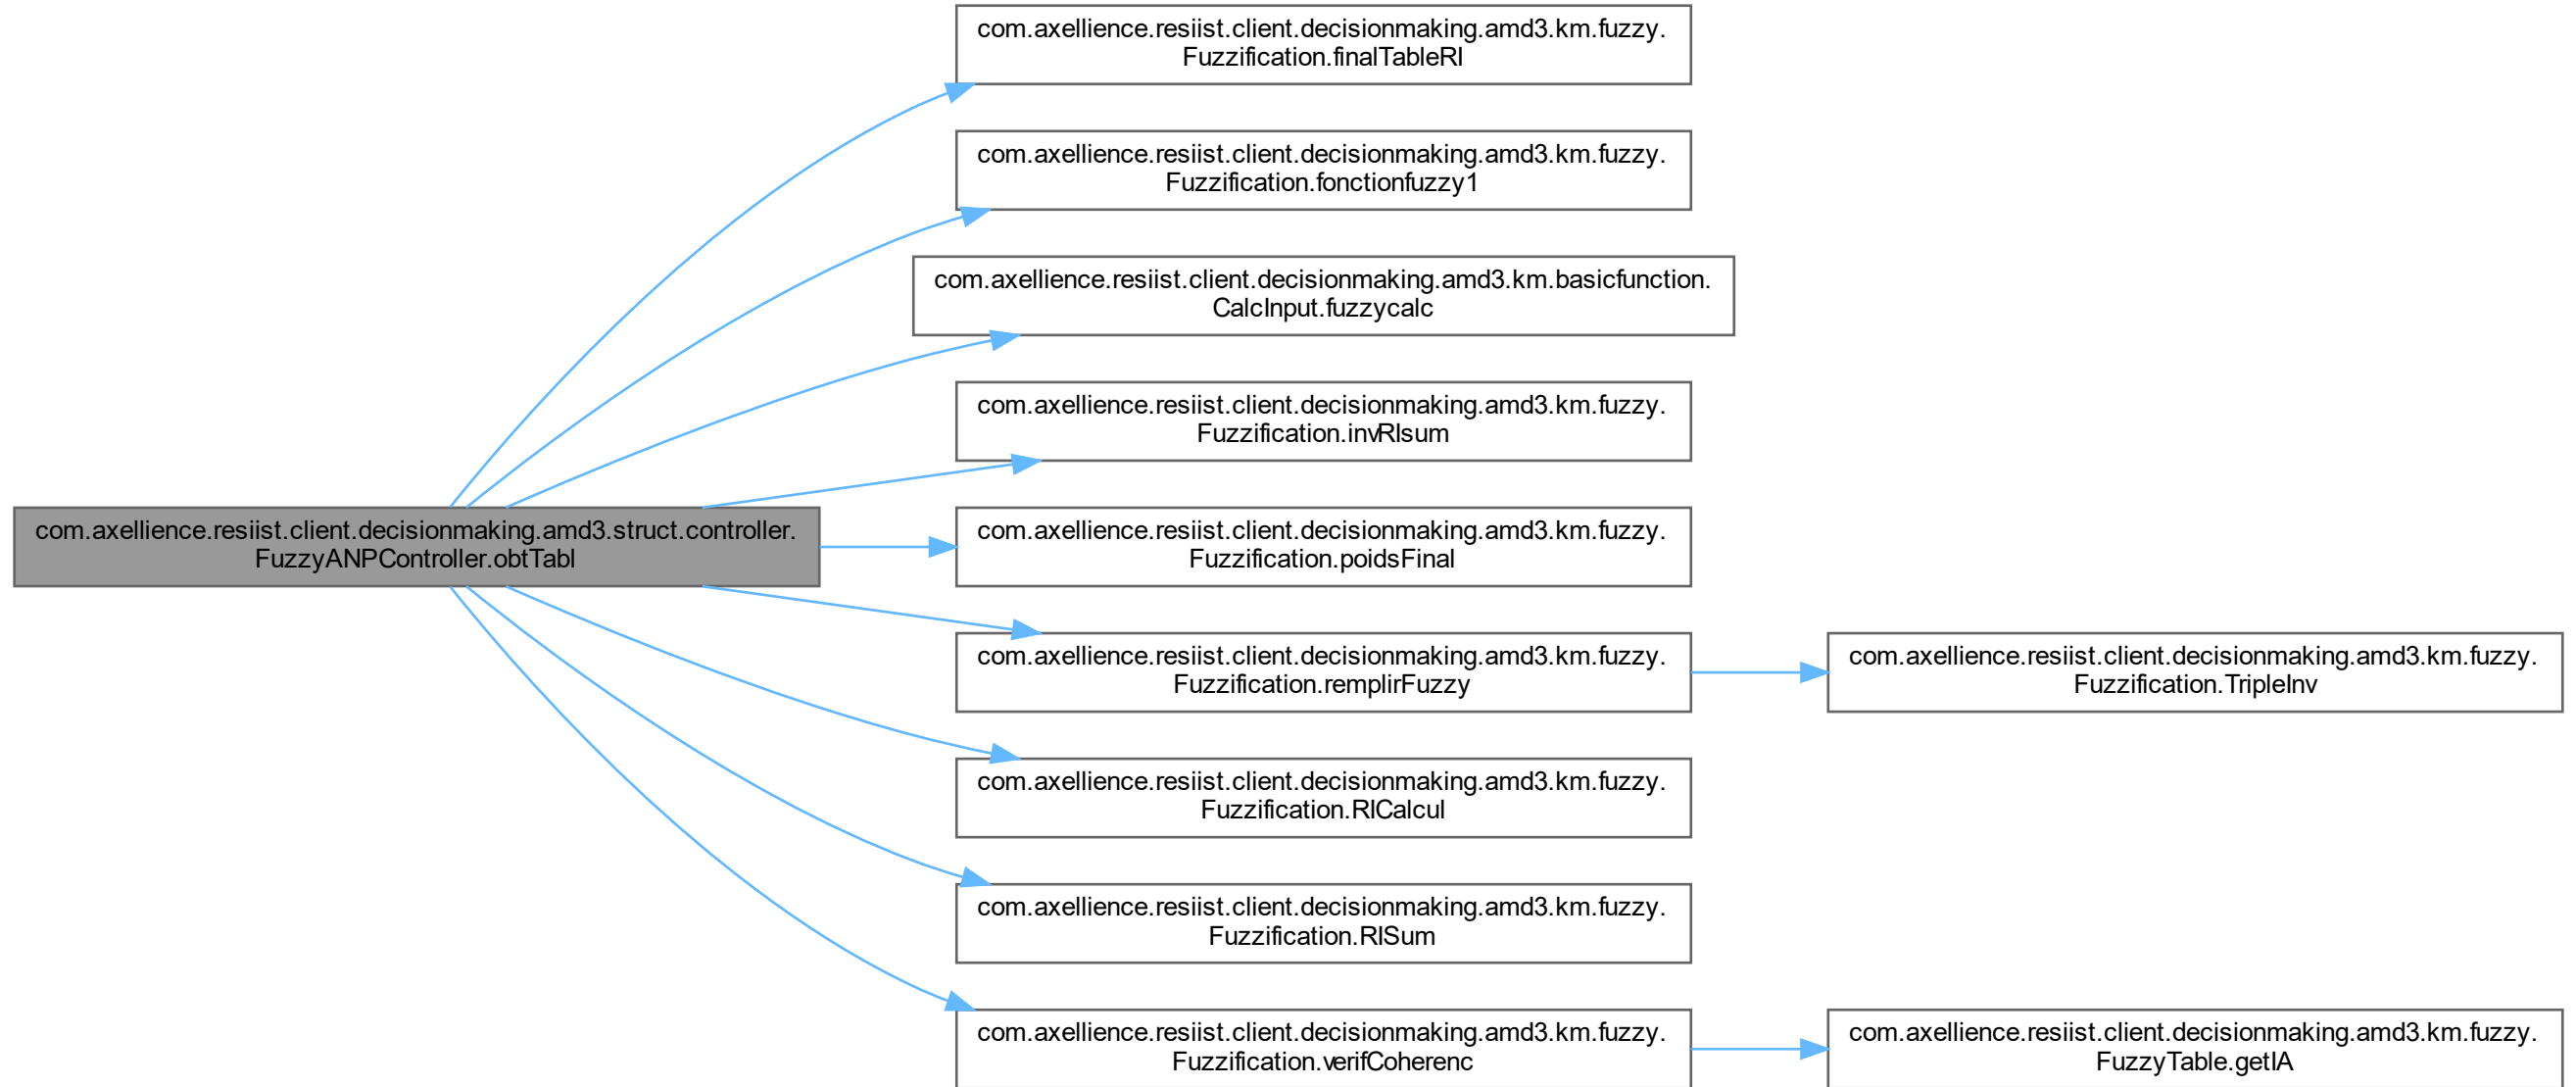 com.axellience.resiist.client.decisionmaking.amd3.km.fuzzy.
Fuzzification.finalTableRI
com.axellience.resiist.client.decisionmaking.amd3.km.fuzzy.
Fuzzification.fonctionfuzzy1
com.axellience.resiist.client.decisionmaking.amd3.km.basicfunction.
CalcInput.fuzzycalc
com.axellience.resiist.client.decisionmaking.amd3.km.fuzzy.
Fuzzification.invRIsum
com.axellience.resiist.client.decisionmaking.amd3.struct.controller.
FuzzyANPController.obtTabl
com.axellience.resiist.client.decisionmaking.amd3.km.fuzzy.
Fuzzification.poidsFinal
com.axellience.resiist.client.decisionmaking.amd3.km.fuzzy.
Fuzzification.remplirFuzzy
com.axellience.resiist.client.decisionmaking.amd3.km.fuzzy.
Fuzzification.TripleInv
com.axellience.resiist.client.decisionmaking.amd3.km.fuzzy.
Fuzzification.RICalcul
com.axellience.resiist.client.decisionmaking.amd3.km.fuzzy.
Fuzzification.RISum
com.axellience.resiist.client.decisionmaking.amd3.km.fuzzy.
Fuzzification.verifCoherenc
com.axellience.resiist.client.decisionmaking.amd3.km.fuzzy.
FuzzyTable.getIA